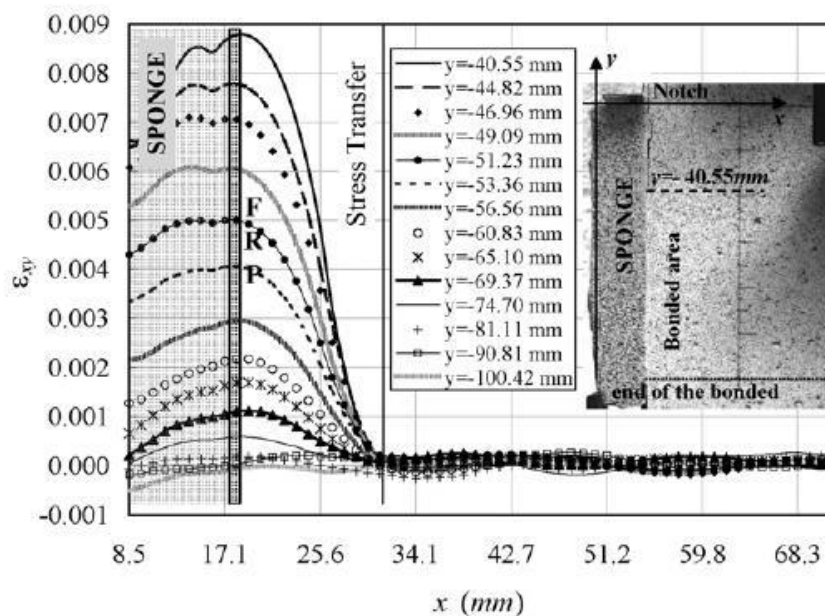 0.009
0.008
0.007
0.006
0.005
0.004
0.003
0.002
0.001
0.000
-0.001
εxy
SPONGE
F
R
P
Stress Transfer
y=-40.55 mm
y=-44.82 mm
y=-46.96 mm
y=-49.09 mm
y=-51.23 mm
y=-53.36 mm
y=-56.56 mm
y=-60.83 mm
y=-65.10 mm
y=-69.37 mm
y=-74.70 mm
y=-81.11 mm
y=-90.81 mm
y=-100.42 mm
y
Notch
x
y=- 40.55mm
SPONGE
Bonded area
end of the bonded
8.5 17.1 25.6 34.1 42.7 51.2 59.8 68.3
x (mm)